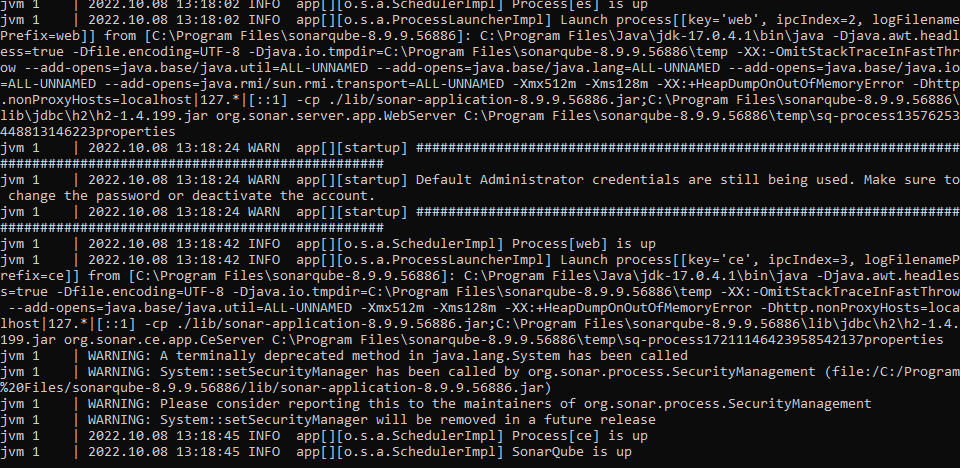 jvm 1    | 2022.10.08 13:18:02 INFO  app[][o.s.a.SchedulerImpl] Process[es] is up
jvm 1    | 2022.10.08 13:18:02 INFO  app[][o.s.a.ProcessLauncherImpl] Launch process[[key='web', ipcIndex=2, logFilename
Prefix=web]] from [C:\Program Files\sonarqube-8.9.9.56886]: C:\Program Files\Java\jdk-17.0.4.1\bin\java -Djava.awt.headl
ess=true -Dfile.encoding=UTF-8 -Djava.io.tmpdir=C:\Program Files\sonarqube-8.9.9.56886\temp -XX:-OmitStackTraceInFastThr
ow --add-opens=java.base/java.util=ALL-UNNAMED --add-opens=java.base/java.lang=ALL-UNNAMED --add-opens=java.base/java.io
=ALL-UNNAMED --add-opens=java.rmi/sun.rmi.transport=ALL-UNNAMED -Xmx512m -Xms128m -XX:+HeapDumpOnOutOfMemoryError -Dhttp
.nonProxyHosts=localhost|127.*|[::1] -cp ./lib/sonar-application-8.9.9.56886.jar;C:\Program Files\sonarqube-8.9.9.56886\
lib\jdbc\h2\h2-1.4.199.jar org.sonar.server.app.WebServer C:\Program Files\sonarqube-8.9.9.56886\temp\sq-process13576253
448813146223properties
jvm 1    | 2022.10.08 13:18:24 WARN  app[][startup] ####################################################################
################################################
jvm 1    | 2022.10.08 13:18:24 WARN  app[][startup] Default Administrator credentials are still being used. Make sure to
 change the password or deactivate the account.
jvm 1    | 2022.10.08 13:18:24 WARN  app[][startup] ####################################################################
################################################
jvm 1    | 2022.10.08 13:18:42 INFO  app[][o.s.a.SchedulerImpl] Process[web] is up
jvm 1    | 2022.10.08 13:18:42 INFO  app[][o.s.a.ProcessLauncherImpl] Launch process[[key='ce', ipcIndex=3, logFilenameP
refix=ce]] from [C:\Program Files\sonarqube-8.9.9.56886]: C:\Program Files\Java\jdk-17.0.4.1\bin\java -Djava.awt.headles
s=true -Dfile.encoding=UTF-8 -Djava.io.tmpdir=C:\Program Files\sonarqube-8.9.9.56886\temp -XX:-OmitStackTraceInFastThrow
 --add-opens=java.base/java.util=ALL-UNNAMED -Xmx512m -Xms128m -XX:+HeapDumpOnOutOfMemoryError -Dhttp.nonProxyHosts=loca
lhost|127.*|[::1] -cp ./lib/sonar-application-8.9.9.56886.jar;C:\Program Files\sonarqube-8.9.9.56886\lib\jdbc\h2\h2-1.4.
199.jar org.sonar.ce.app.CeServer C:\Program Files\sonarqube-8.9.9.56886\temp\sq-process17211146423958542137properties
jvm 1    | WARNING: A terminally deprecated method in java.lang.System has been called
jvm 1    | WARNING: System::setSecurityManager has been called by org.sonar.process.SecurityManagement (file:/C:/Program
%20Files/sonarqube-8.9.9.56886/lib/sonar-application-8.9.9.56886.jar)
jvm 1    | WARNING: Please consider reporting this to the maintainers of org.sonar.process.SecurityManagement
jvm 1    | WARNING: System::setSecurityManager will be removed in a future release
jvm 1    | 2022.10.08 13:18:45 INFO  app[][o.s.a.SchedulerImpl] Process[ce] is up
jvm 1    | 2022.10.08 13:18:45 INFO  app[][o.s.a.SchedulerImpl] SonarQube is up